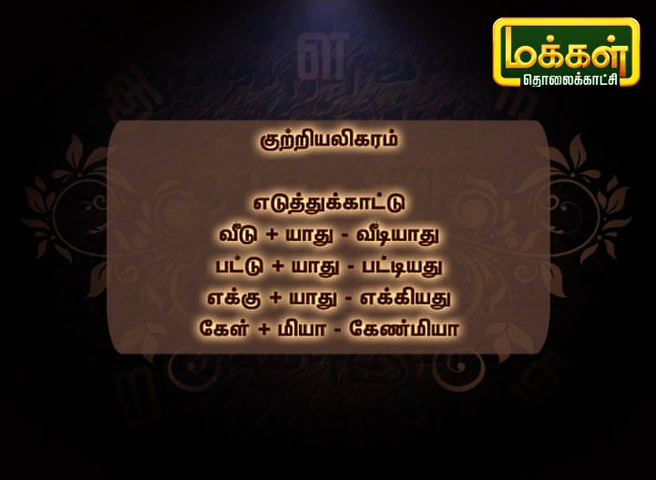 மக்கள்
தொலைக்காட்சி
குற்றியலிகரம்
எடுத்துக்காட்டு
வீடு + யாது - வீடியாது
பட்டு + யாது - பட்டியது
எக்கு + யாது - எக்கியது
கேள் + மியா - கேண்மியா